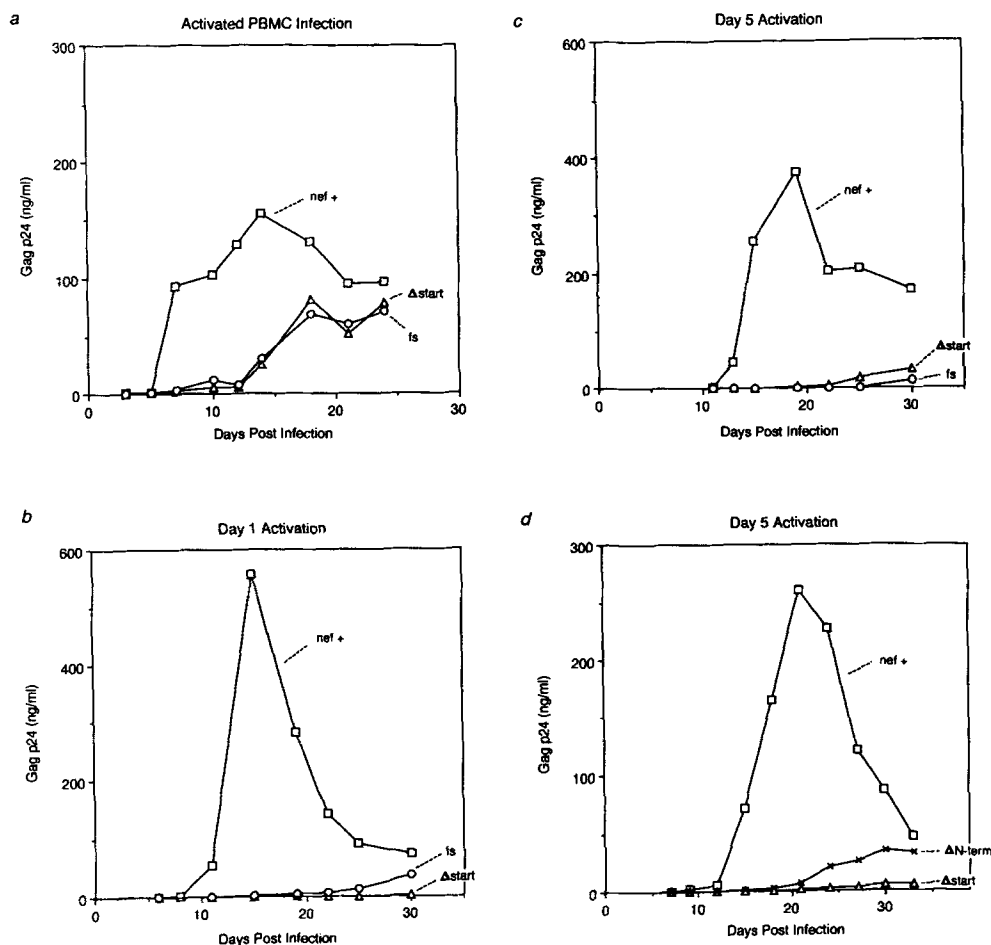 a
Activated PBMC Infection
300
200
100
0
Gag p24 (ng/ml)
nef +
Δstart
fs
0 10 20 30
Days Post Infection
c
Day 5 Activation
600
400
200
0
Gag p24 (ng/ml)
nef +
Δstart
fs
0 10 20 30
Days Post Infection
b
Day 1 Activation
600
400
200
0
Gag p24 (ng/ml)
nef +
fs
Δstart
0 10 20 30
Days Post Infection
d
Day 5 Activation
300
200
100
0
Gag p24 (ng/ml)
nef +
ΔN-term
Δstart
0 10 20 30
Days Post Infection